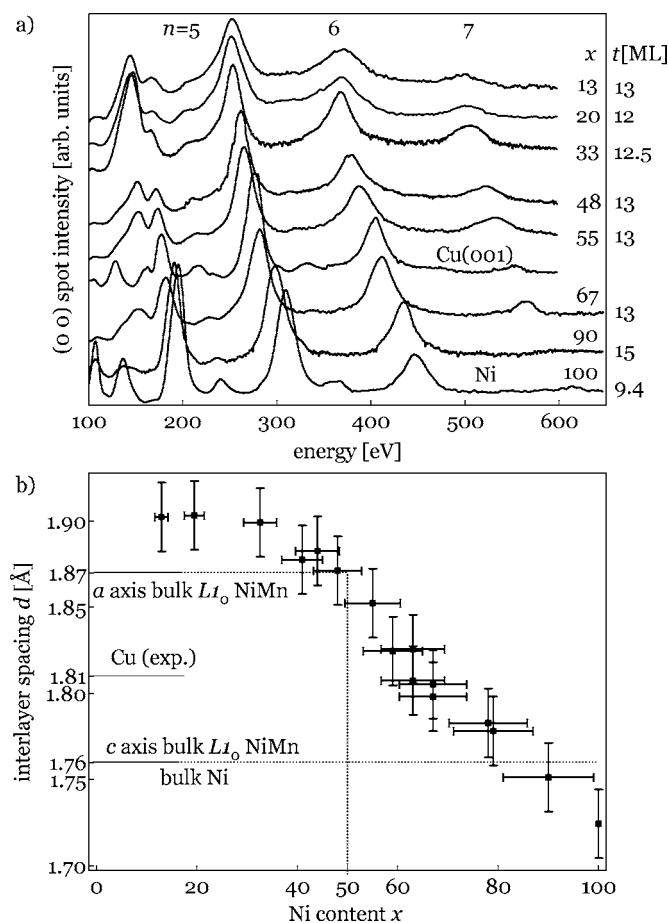 a)
n=5 6 7
x t[ML]
13 13
20 12
33 12.5
48 13
55 13
Cu(001)
67 13
90 15
Ni 100 9.4
(0 0) spot intensity [arb. units]
100 200 300 400 500 600
energy [eV]
b)
1.90
1.87
a axis bulk L1₀ NiMn
1.85
Cu (exp.)
1.81
1.80
c axis bulk L1₀ NiMn
1.76
bulk Ni
1.75
1.70
interlayer spacing d [Å]
0 20 40 50 60 80 100
Ni content x